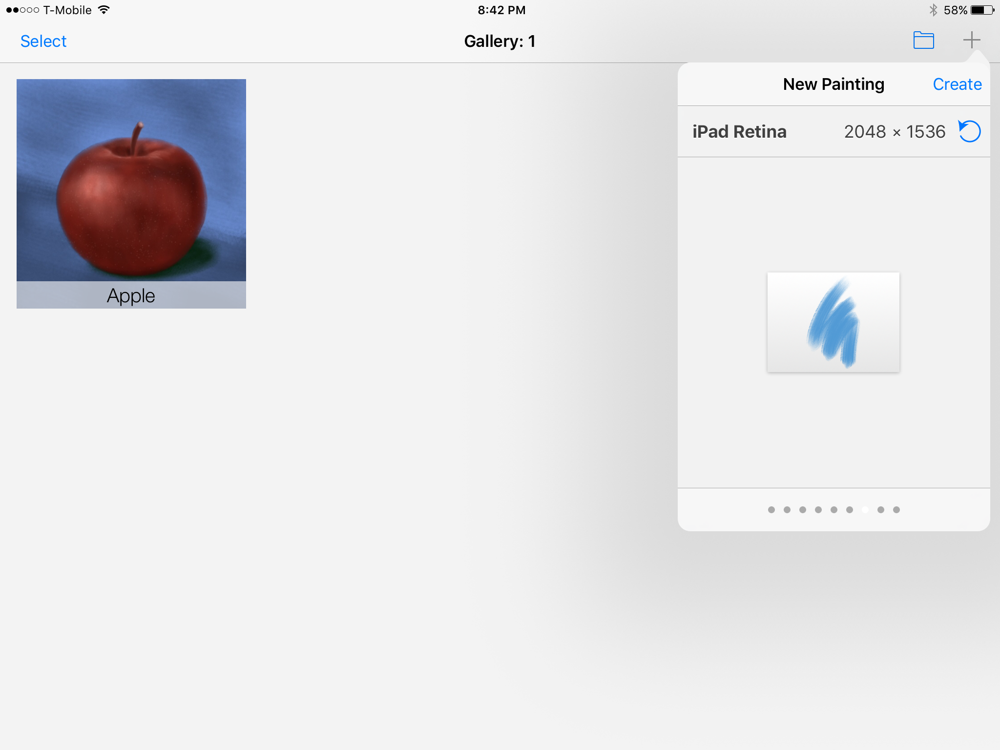 T-Mobile 8:42 PM 58%
Select Gallery: 1
New Painting Create
iPad Retina 2048 × 1536
Apple